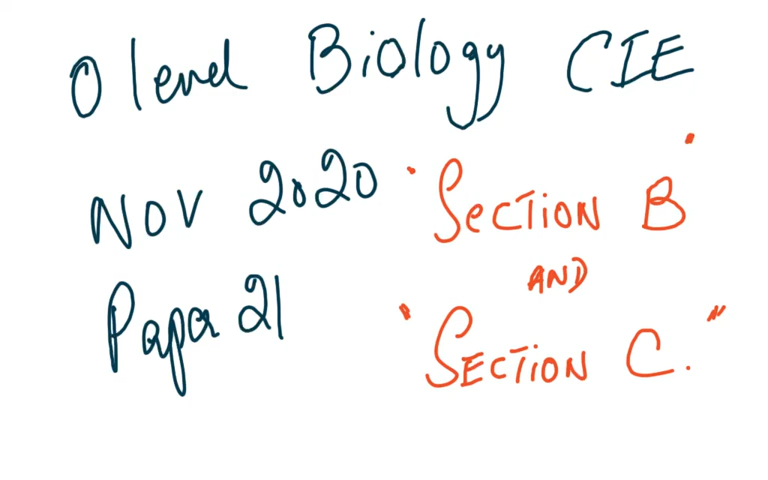 O level Biology CIE
NOV 2020
Paper 21
"Section B"
AND
"SECTION C."